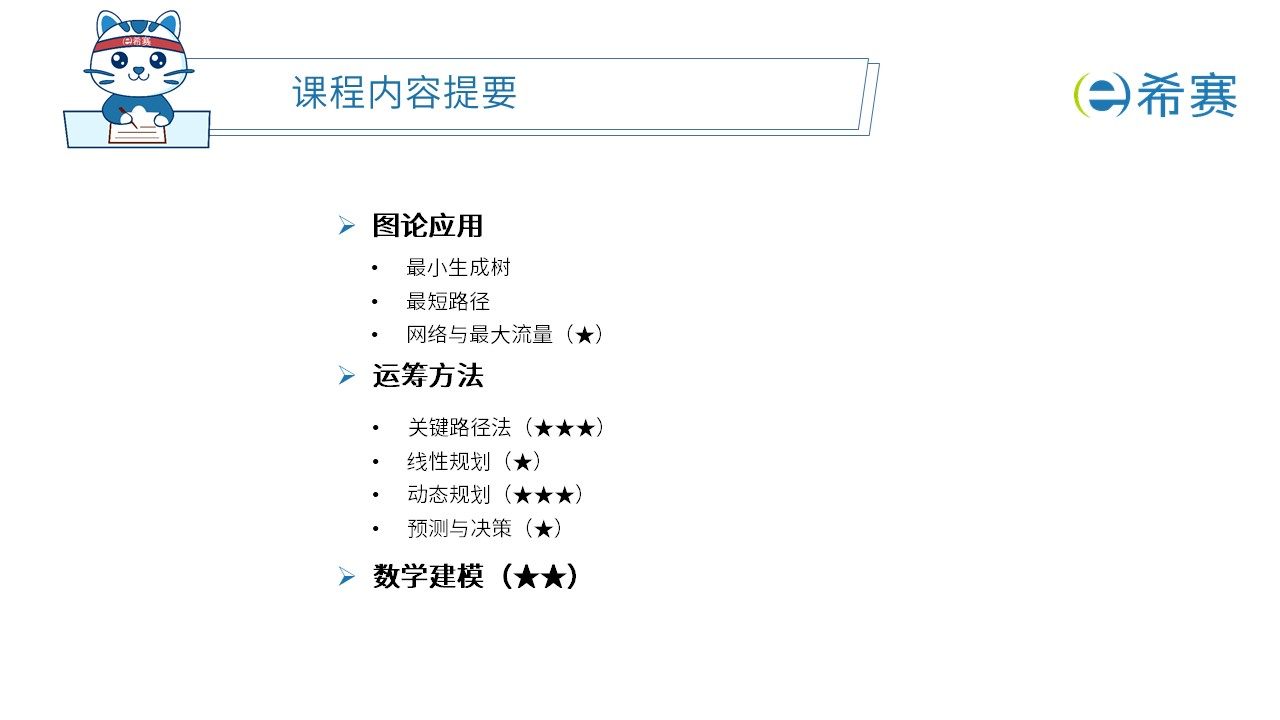 希赛
课程内容提要
希赛
图论应用
• 最小生成树
• 最短路径
• 网络与最大流量（★）
运筹方法
• 关键路径法（★★★）
• 线性规划（★）
• 动态规划（★★★）
• 预测与决策（★）
数学建模（★★）